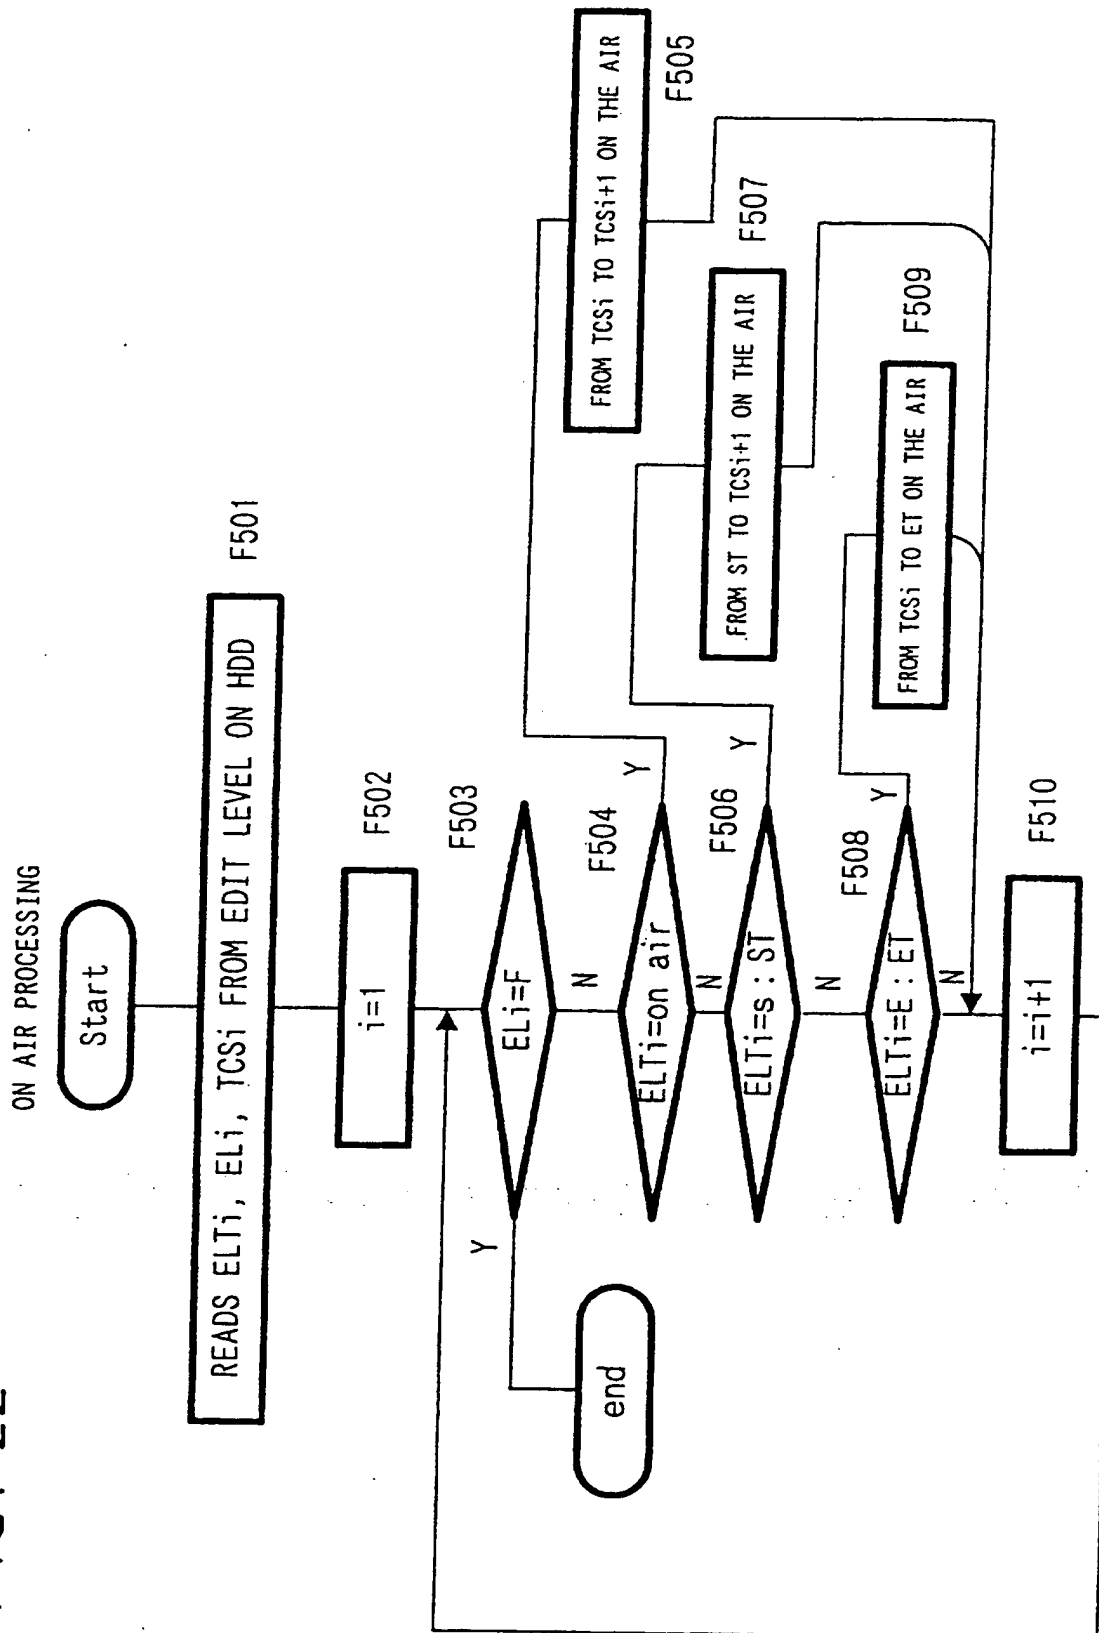 ON AIR PROCESSING
Start
READS ELTi, ELi, TCSi FROM EDIT LEVEL ON HDD
F501
i=1
F502
F503
ELi=F
Y
N
end
F504
ELTi=on air
Y
N
FROM TCSi TO TCSi+1 ON THE AIR
F505
F506
ELTi=s : ST
Y
N
FROM ST TO TCSi+1 ON THE AIR
F507
F508
ELTi=E : ET
Y
N
FROM TCSi TO ET ON THE AIR
F509
i=i+1
F510